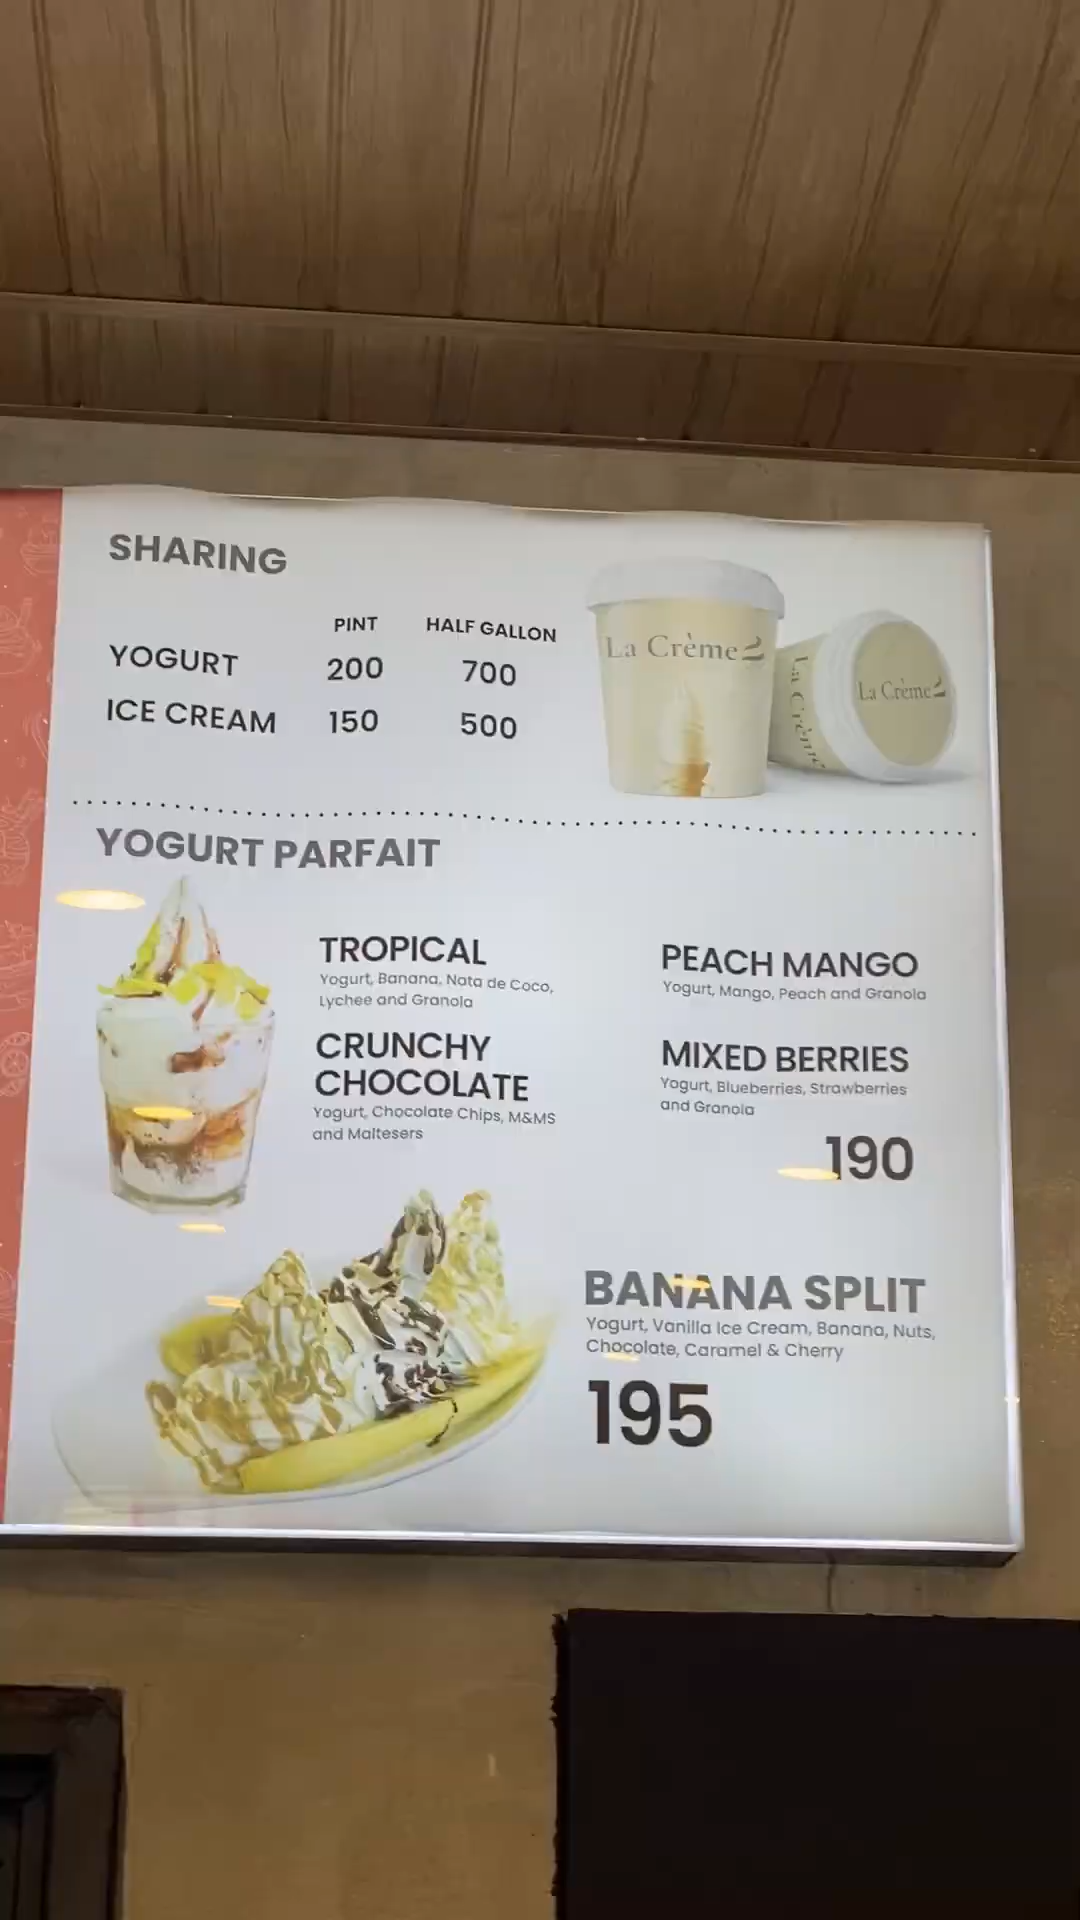 SHARING
PINT HALF GALLON
YOGURT 200 700
ICE CREAM 150 500
La Crème
La Crème
La Crème
YOGURT PARFAIT
TROPICAL
Yogurt, Banana, Nata de Coco,
Lychee and Granola
CRUNCHY
CHOCOLATE
Yogurt, Chocolate Chips, M&MS
and Maltesers
PEACH MANGO
Yogurt, Mango, Peach and Granola
MIXED BERRIES
Yogurt, Blueberries, Strawberries
and Granola
190
BANANA SPLIT
Yogurt, Vanilla Ice Cream, Banana, Nuts,
Chocolate, Caramel & Cherry
195